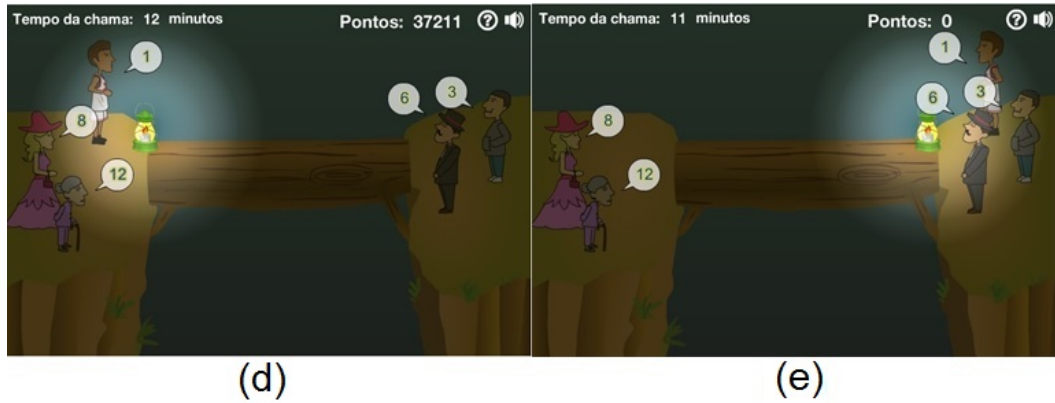 Tempo da chama: 12 minutos Pontos: 37211 ?
1
6 3
8
12
Tempo da chama: 11 minutos Pontos: 0 ?
1
6 3
8
12
(d) (e)